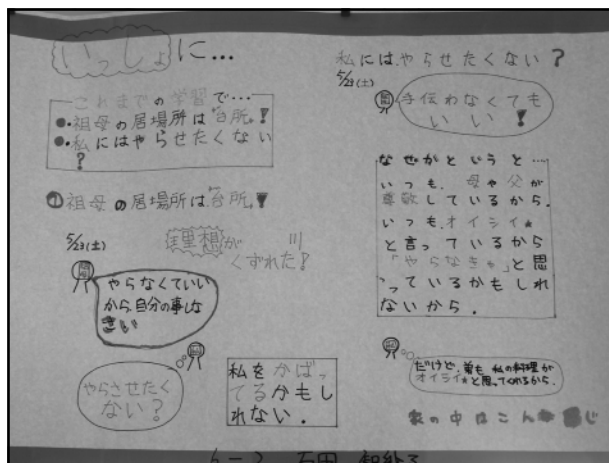 いっしょに…
これまでの学習で…
●・祖母の居場所は「台所」!
●・私にはやらせたくない
?
①祖母の居場所は「台所」!
5/23(土)
理想が
くずれた!
やらなくていい
から、自分の事しな
さい
やらさせたく
ない?
私をかばっ
てるかもし
れない.
私には、やらせたくない?
5/23(土)
手伝わなくても
いい!
なぜかというと…
いつも、母や父が
尊敬しているから.
いつも、オイシイ★
と言っているから
「やらなきゃ」と思
っているかもしれ
ないから.
だけど、弟も私の料理が
オイシイ★と思ってくれるから.
家の中はこん
じ
6-2 石田